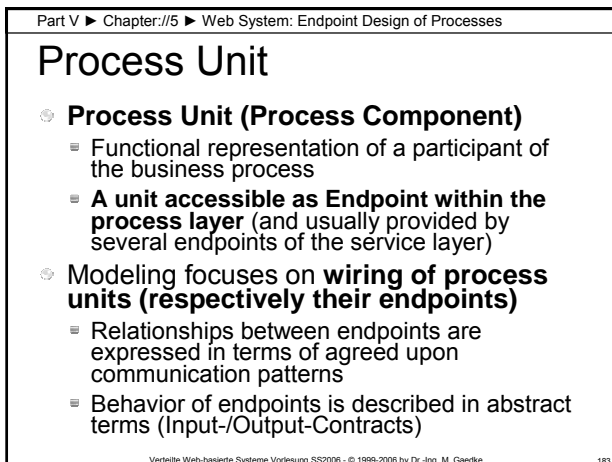 Part V ► Chapter://5 ► Web System: Endpoint Design of Processes
Process Unit
Process Unit (Process Component)
Functional representation of a participant of
the business process
A unit accessible as Endpoint within the
process layer (and usually provided by
several endpoints of the service layer)
Modeling focuses on wiring of process
units (respectively their endpoints)
Relationships between endpoints are
expressed in terms of agreed upon
communication patterns
Behavior of endpoints is described in abstract
terms (Input-/Output-Contracts)
Verteilte Web-basierte Systeme Vorlesung SS2006 - © 1999-2006 by Dr.-Ing. M. Gaedke 183